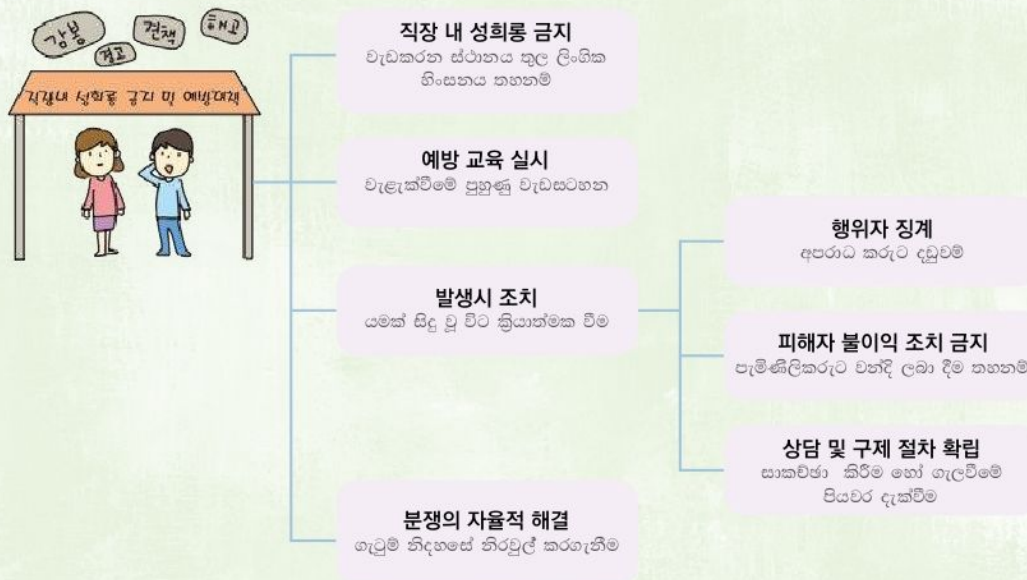 감봉
경고
견책
해고
직장내 성희롱 금지 및 예방대책
직장 내 성희롱 금지
වැඩකරන ස්ථානය තුල ලිංගික
හිංසනය තහනම්
예방 교육 실시
වැළැක්වීමේ පුහුණු වැඩසටහන
발생시 조치
යමක් සිදු වූ විට ක්‍රියාත්මක වීම
행위자 징계
අපරාධ කරුට දඩුවම්
피해자 불이익 조치 금지
පැමිණිලිකරුට වන්දි ලබා දීම තහනම්
상담 및 구제 절차 확립
සාකච්ඡා කිරීම හෝ ගැලවීමේ
පියවර දැක්වීම
분쟁의 자율적 해결
ගැටුම් නිදහසේ නිරවුල් කරගැනීම